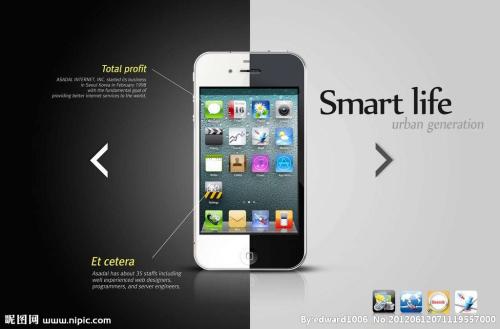 Total profit
ASADAL INTERNET, INC. started its business
in Seoul Korea in February 1998
with the fundamental goal of
providing better internet services to the world.
Smart life
urban generation
Et cetera
Asadal has about 35 staffs including
well experienced web designers,
programmers, and server engineers.
昵图网 www.nipic.com
By:edward1006 No:20120612071119557000